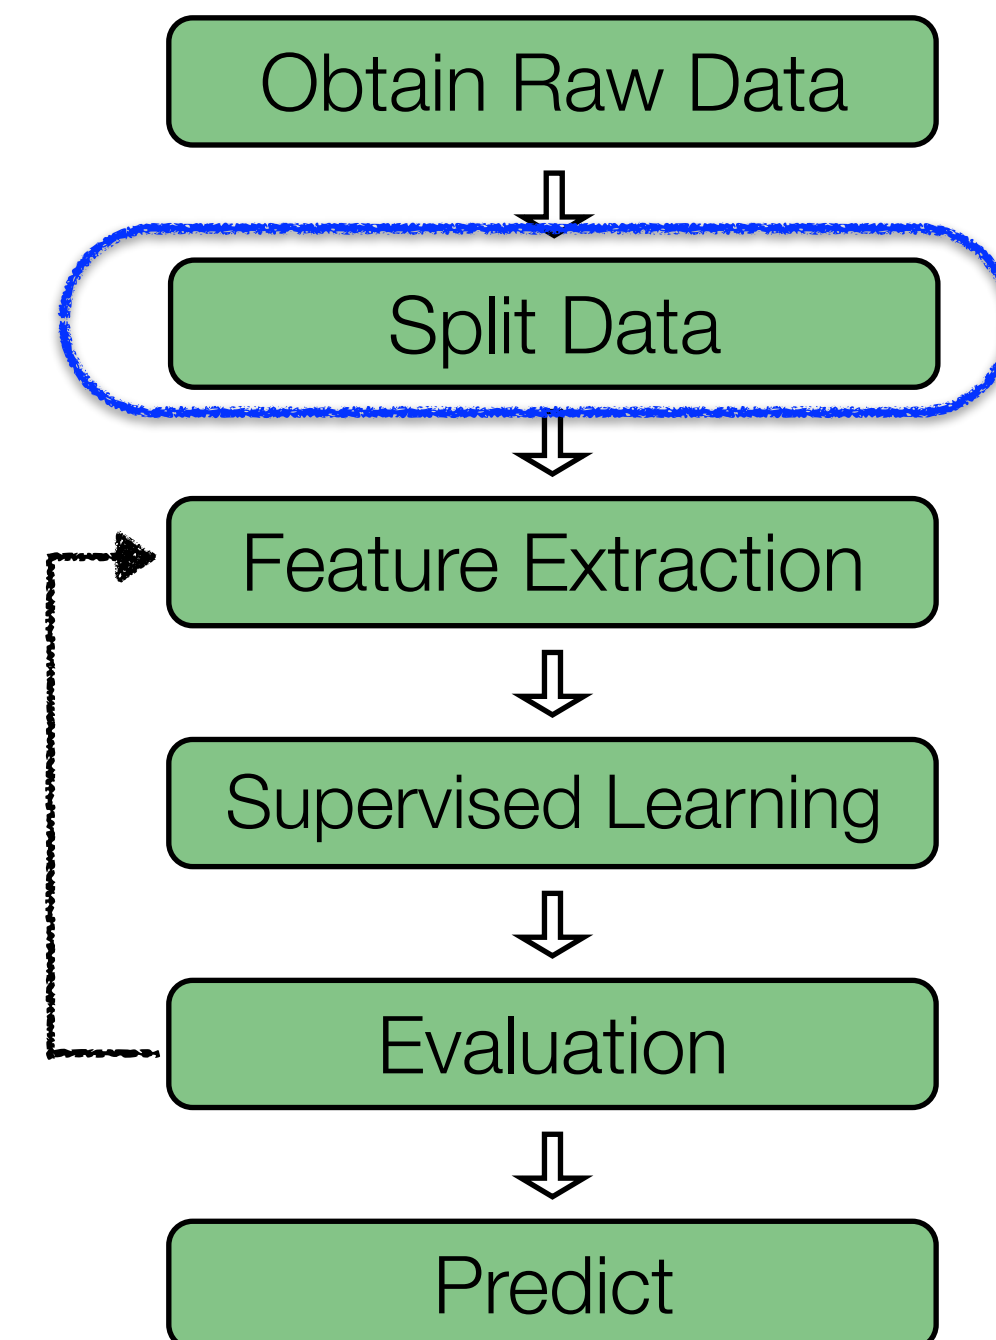 Obtain Raw Data
Split Data
Feature Extraction
Supervised Learning
Evaluation
Predict